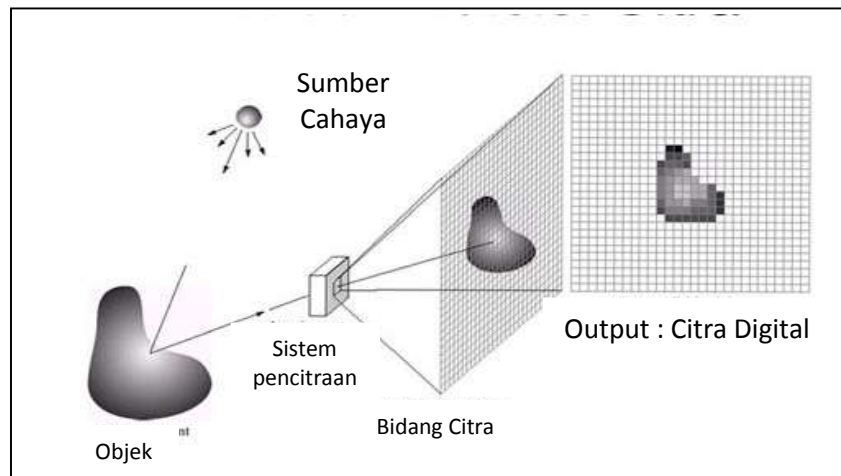 Sumber
Cahaya
Output : Citra Digital
Sistem
pencitraan
Bidang Citra
Objek